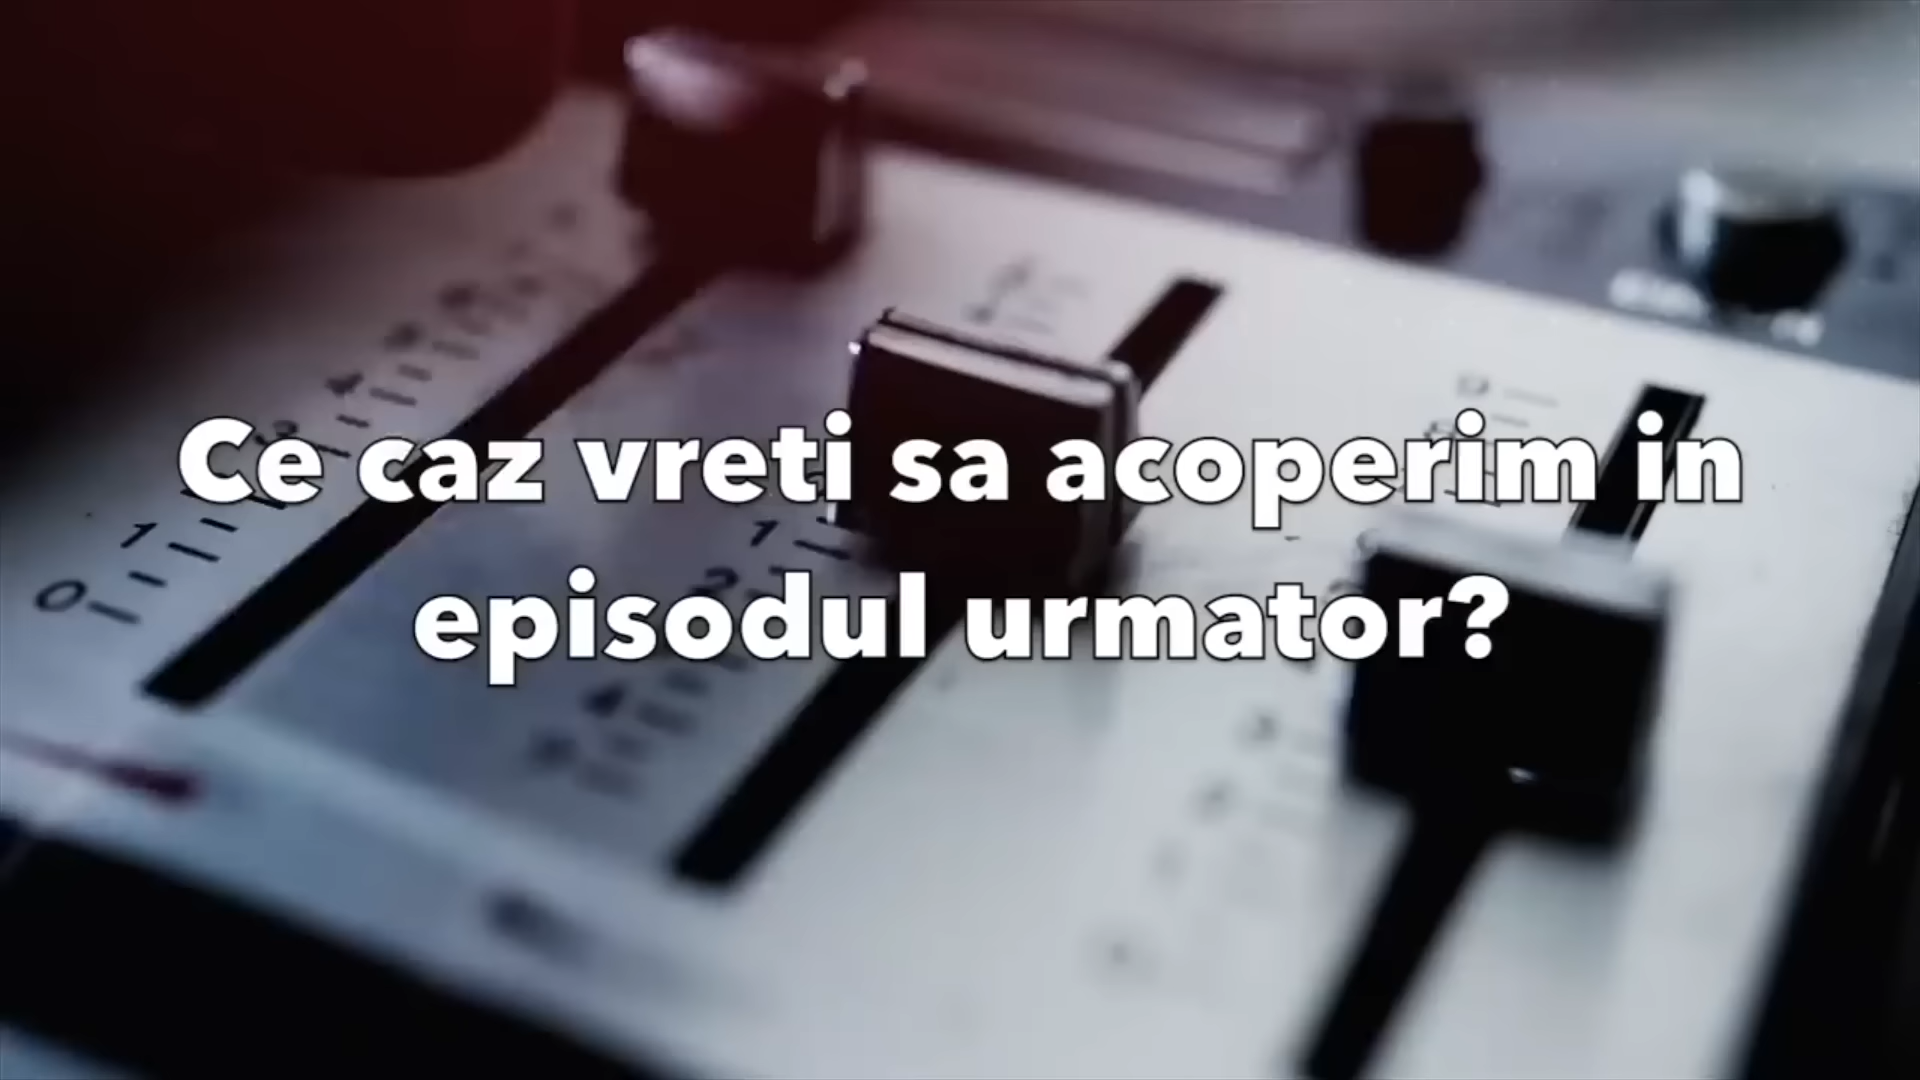 Ce caz vreti sa acoperim in
episodul urmator?